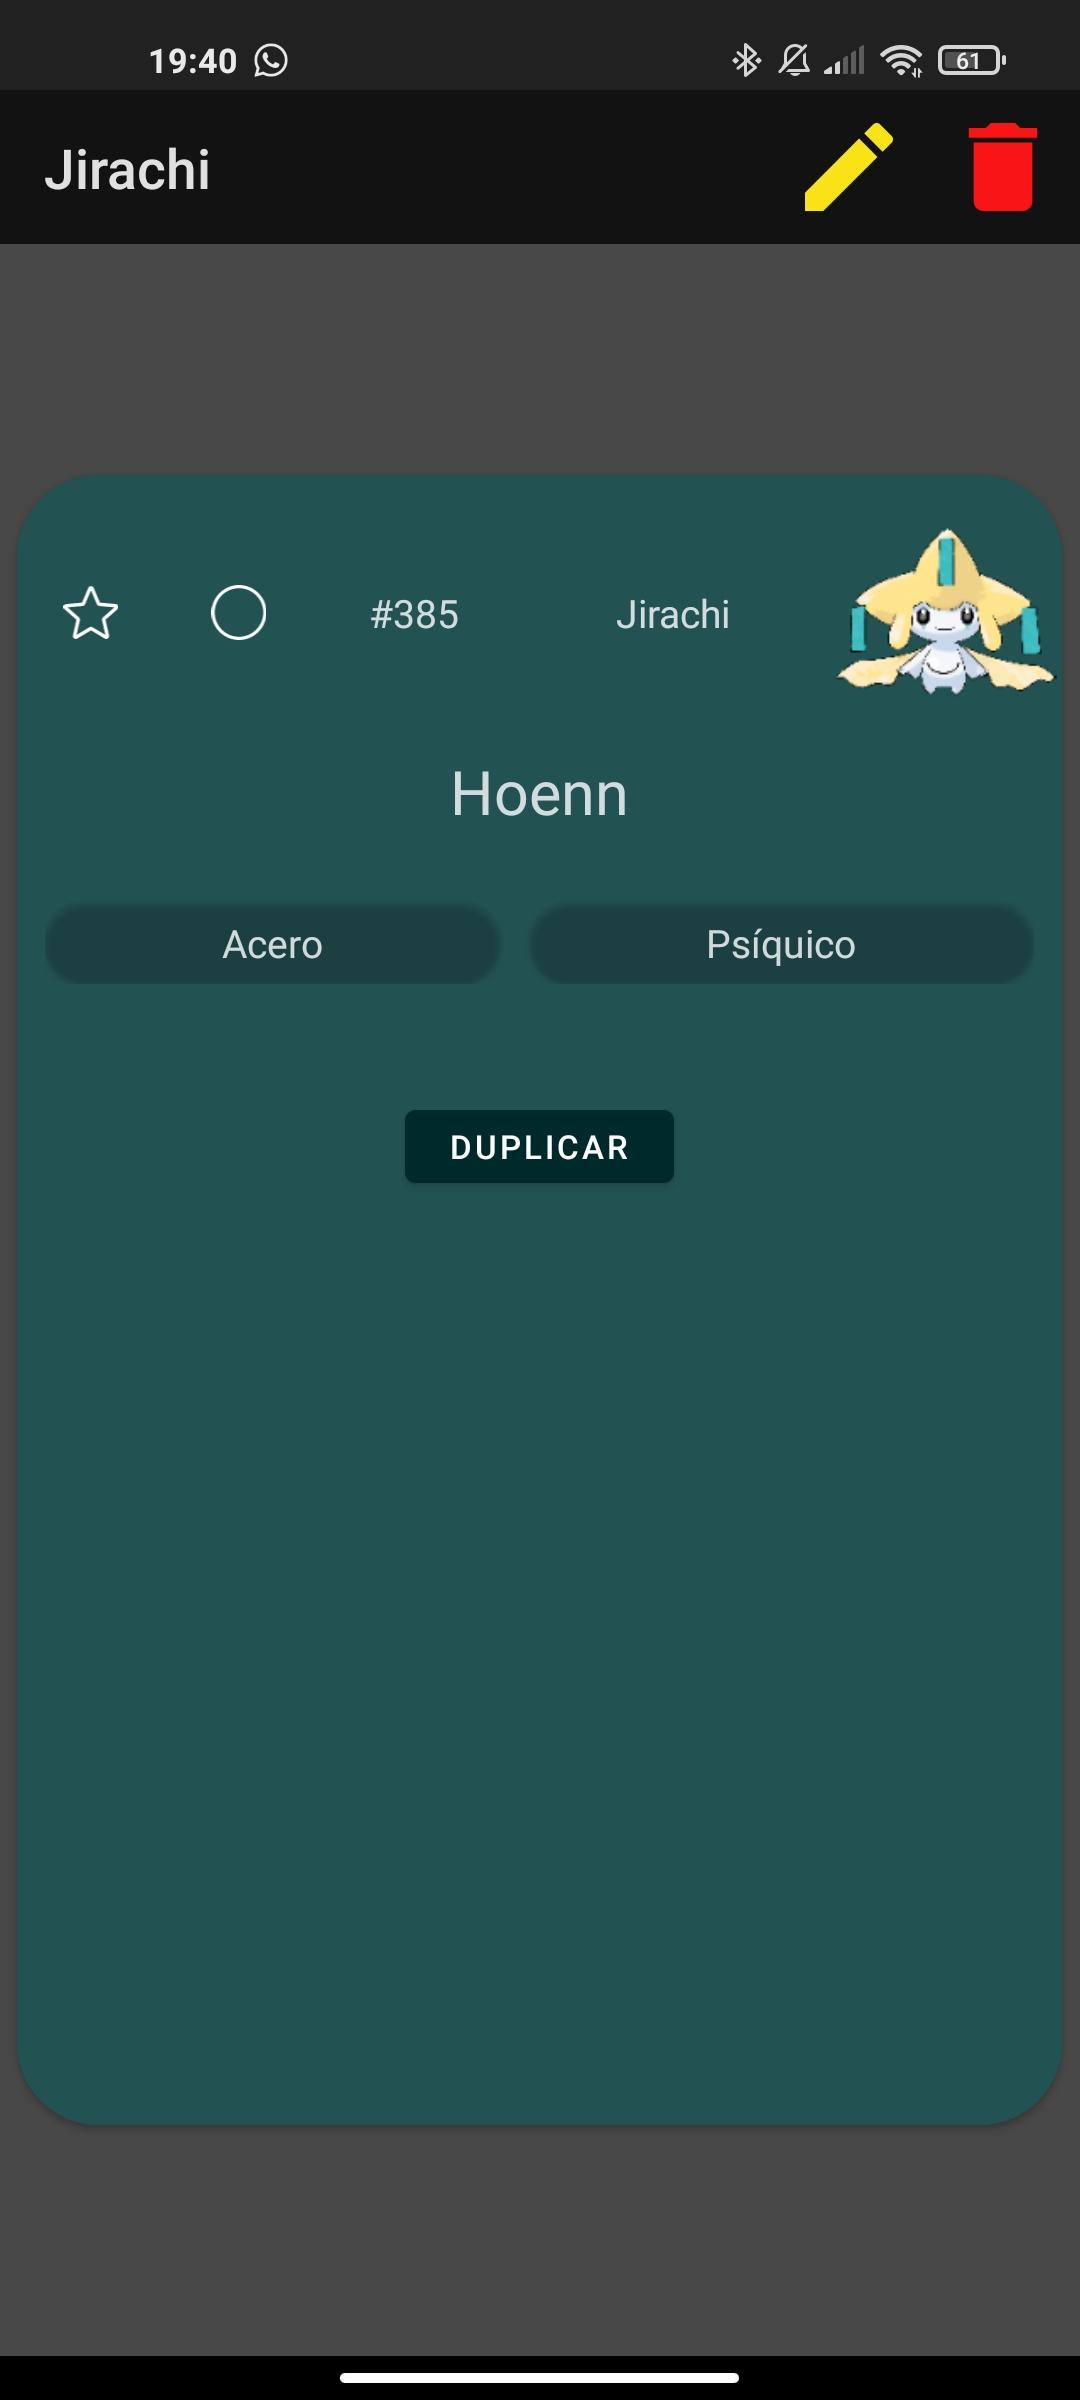 19:40 61
Jirachi
#385 Jirachi
Hoenn
Acero Psíquico
DUPLICAR